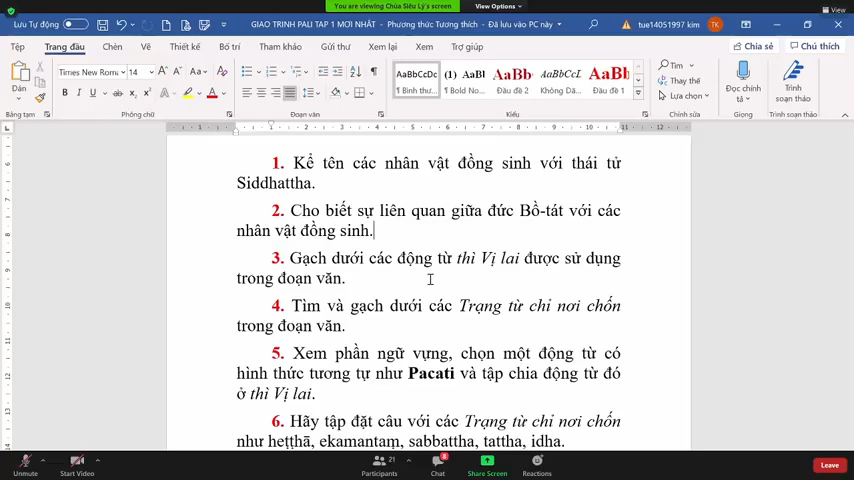 You are viewing Chùa Siêu Lý's screen
View Options
View
Lưu Tự động
GIAO TRINH PALI TAP 1 MOI NHAT - Phương thức Tương thích • Đã lưu vào PC này
tue14051997 kim
TK
Tệp
Trang đầu
Chèn
Vẽ
Thiết kế
Bố trí
Tham khảo
Thư
Xem lại
Xem
Trợ giúp
Chia sẻ
Chú thích
Dán
Times New Roma
14
AaBbCcDc
(1) AaBl
AaBb
AaBbCcL
AaBl
Bình thư...
Bold No...
Đầu đề 2
Không Dã...
Đầu đề 1
Tìm
Thay thế
Lựa chọn
Đọc chính tả
Trình soạn thảo
Bảng tạm
Phông chữ
Đoạn văn
Kiểu
Chỉnh sửa
Trình soạn thảo
1. Kể tên các nhân vật đồng sinh với thái tử
Siddhattha.
2. Cho biết sự liên quan giữa đức Bồ-tát với các
nhân vật đồng sinh.
3. Gạch dưới các động từ thì Vị lai được sử dụng
trong đoạn văn.
4. Tìm và gạch dưới các Trạng từ chỉ nơi chốn
trong đoạn văn.
5. Xem phần ngữ vựng, chọn một động từ có
hình thức tương tự như Pacati và tập chia động từ đó
ở thì Vị lai.
6. Hãy tập đặt câu với các Trạng từ chỉ nơi chốn
như heṭṭhā, ekamantaṃ, sabbattha, tattha, idha.
Unmute
Start Video
Participants
21
Chat
8
Share Screen
Reactions
Leave